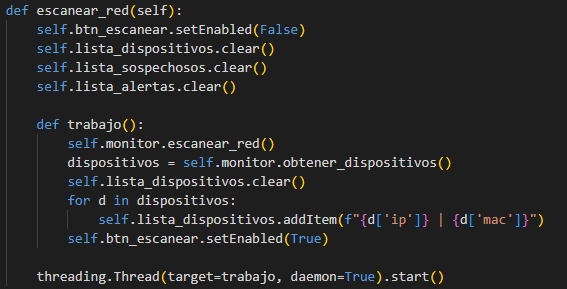 def escanear_red(self):
    self.btn_escanear.setEnabled(False)
    self.lista_dispositivos.clear()
    self.lista_sospechosos.clear()
    self.lista_alertas.clear()

    def trabajo():
        self.monitor.escanear_red()
        dispositivos = self.monitor.obtener_dispositivos()
        self.lista_dispositivos.clear()
        for d in dispositivos:
            self.lista_dispositivos.addItem(f"{d['ip']} | {d['mac']}")
        self.btn_escanear.setEnabled(True)

    threading.Thread(target=trabajo, daemon=True).start()